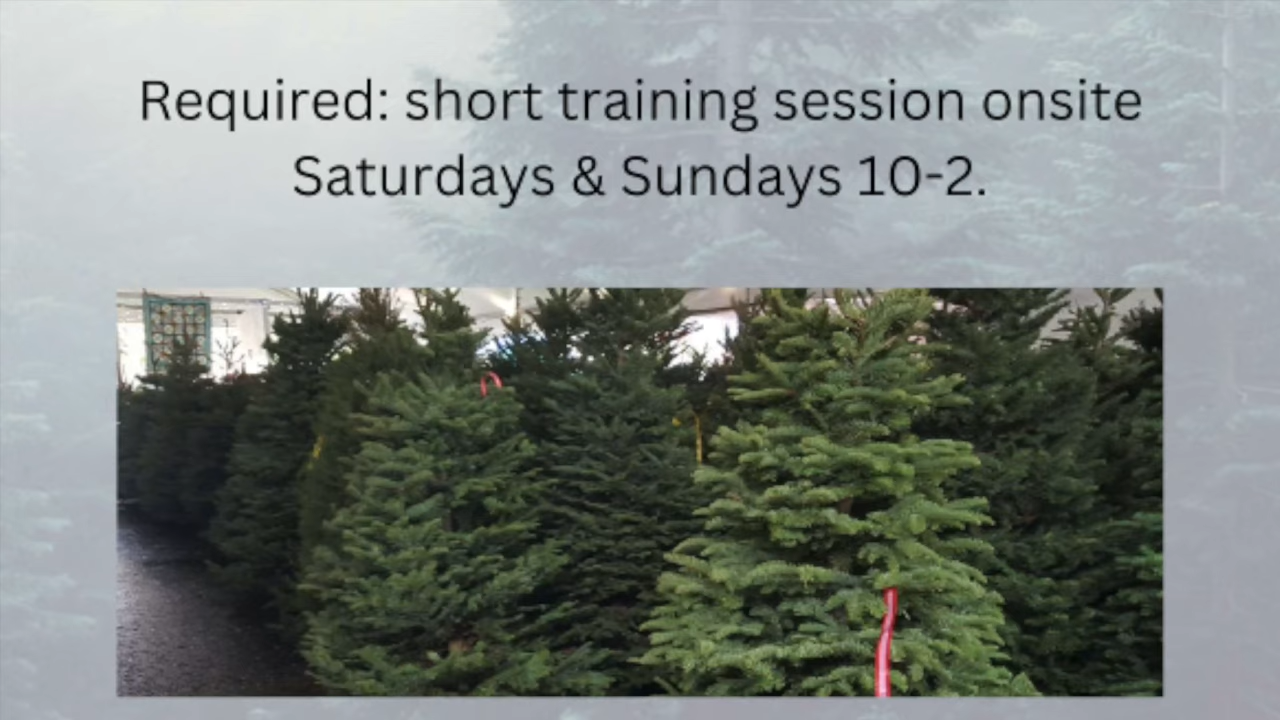 Required: short training session onsite
Saturdays & Sundays 10-2.